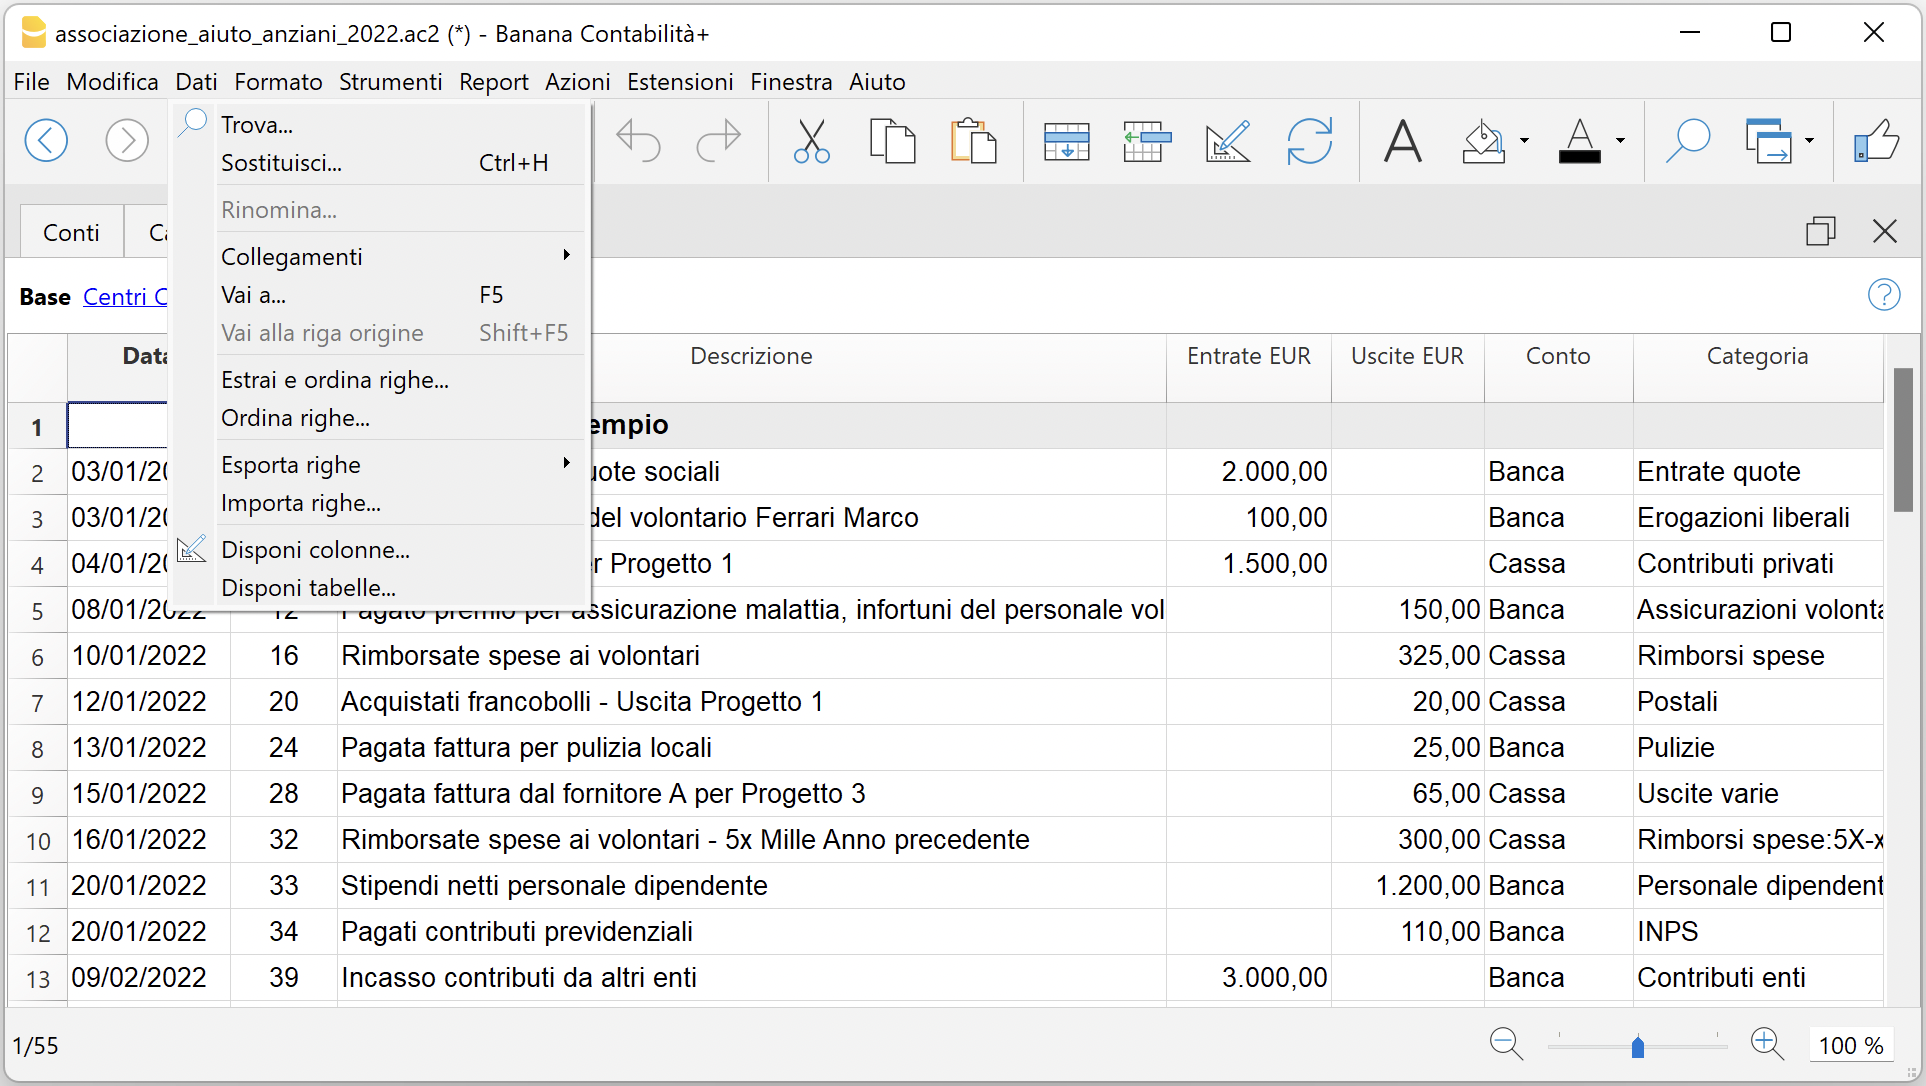 associazione_aiuto_anziani_2022.ac2 (*) - Banana Contabilità+
File Modifica Dati Formato Strumenti Report Azioni Estensioni Finestra Aiuto
Trova...
Sostituisci... Ctrl+H
Rinomina...
Collegamenti
Vai a... F5
Vai alla riga origine Shift+F5
Estrai e ordina righe...
Ordina righe...
Esporta righe
Importa righe...
Disponi colonne...
Disponi tabelle...
Conti
Base Centri
Data Descrizione Entrate EUR Uscite EUR Conto Categoria
1
2 03/01/20 sociali 2.000,00 Banca Entrate quote
3 03/01/20 del volontario Ferrari Marco 100,00 Banca Erogazioni liberali
4 04/01/20 Progetto 1 1.500,00 Cassa Contributi privati
5 08/01/2022 12 Pagato premio per assicurazione malattia, infortuni del personale vol 150,00 Banca Assicurazioni volonta
6 10/01/2022 16 Rimborsate spese ai volontari 325,00 Cassa Rimborsi spese
7 12/01/2022 20 Acquistati francobolli - Uscita Progetto 1 20,00 Cassa Postali
8 13/01/2022 24 Pagata fattura per pulizia locali 25,00 Banca Pulizie
9 15/01/2022 28 Pagata fattura dal fornitore A per Progetto 3 65,00 Cassa Uscite varie
10 16/01/2022 32 Rimborsate spese ai volontari - 5x Mille Anno precedente 300,00 Cassa Rimborsi spese:5X-x
11 20/01/2022 33 Stipendi netti personale dipendente 1.200,00 Banca Personale dipendent
12 20/01/2022 34 Pagati contributi previdenziali 110,00 Banca INPS
13 09/02/2022 39 Incasso contributi da altri enti 3.000,00 Banca Contributi enti
1/55
100 %